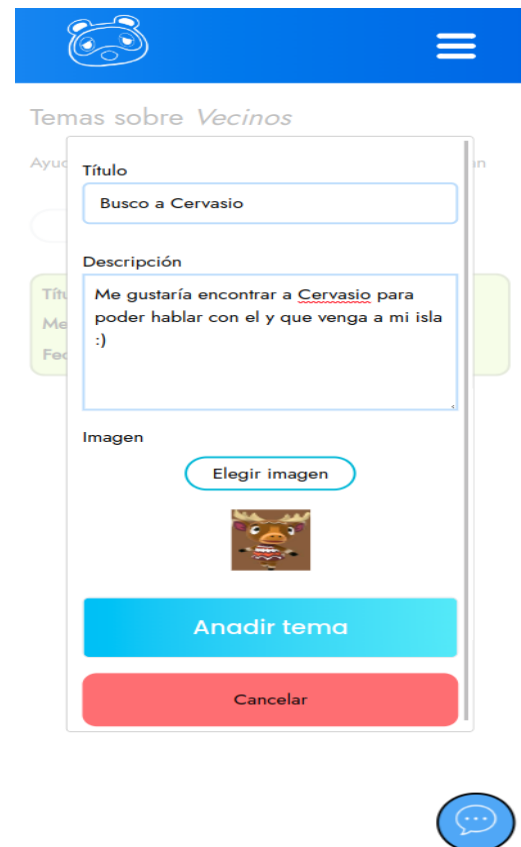 Temas sobre Vecinos
Título
Busco a Cervasio
Descripción
Me gustaría encontrar a Cervasio para
poder hablar con el y que venga a mi isla
:)
Imagen
Elegir imagen
Anadir tema
Cancelar